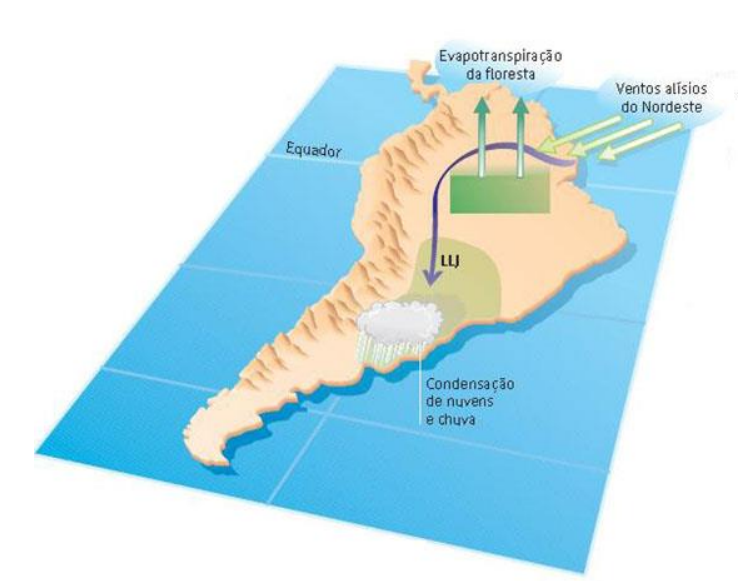 Evapotranspiração
da floresta
Ventos alísios
do Nordeste
Equador
LLJ
Condensação
de nuvens
e chuva